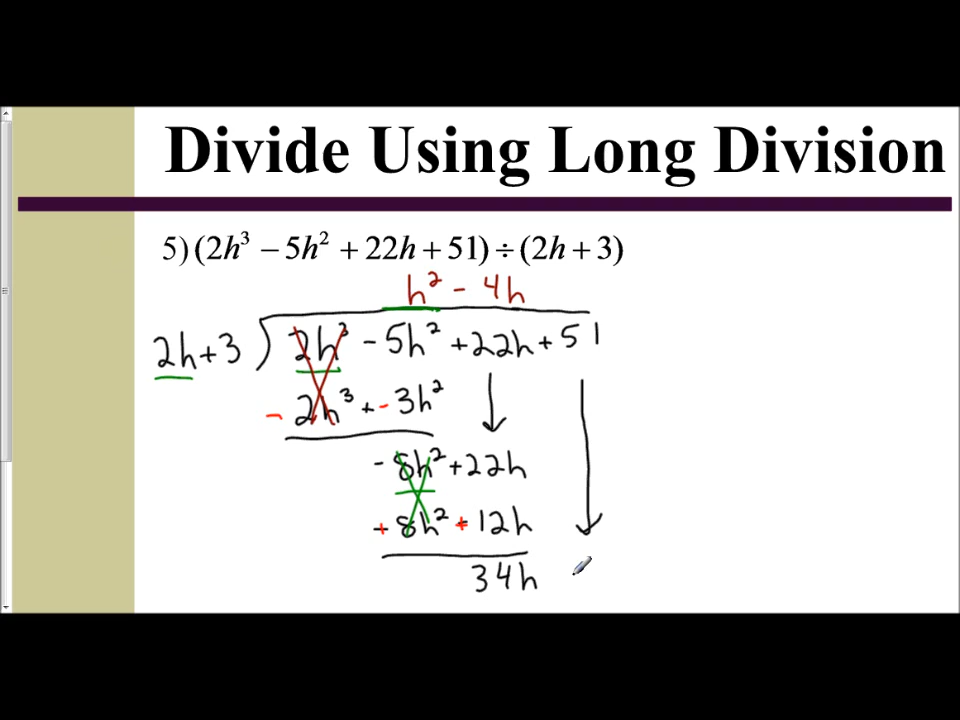 Divide Using Long Division
5) (2h³ − 5h² + 22h + 51) ÷ (2h + 3)
h² - 4h
2h+3 ) 2h³ - 5h² + 22h + 51
- 2h³ + - 3h²
- 8h² + 22h
+ 8h² + 12h
34h